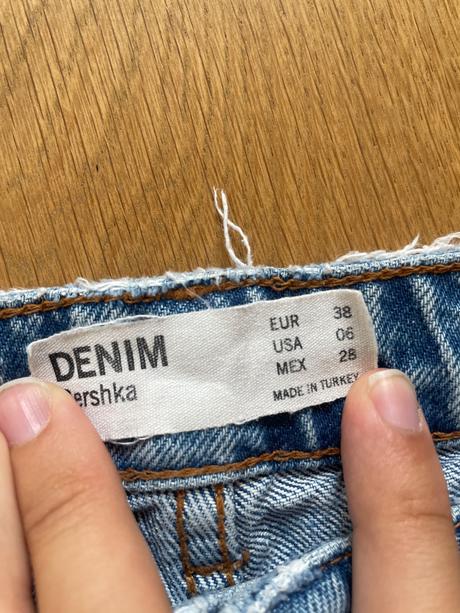 DENIM
ershka
EUR 38
USA 06
MEX 28
MADE IN TURKEY